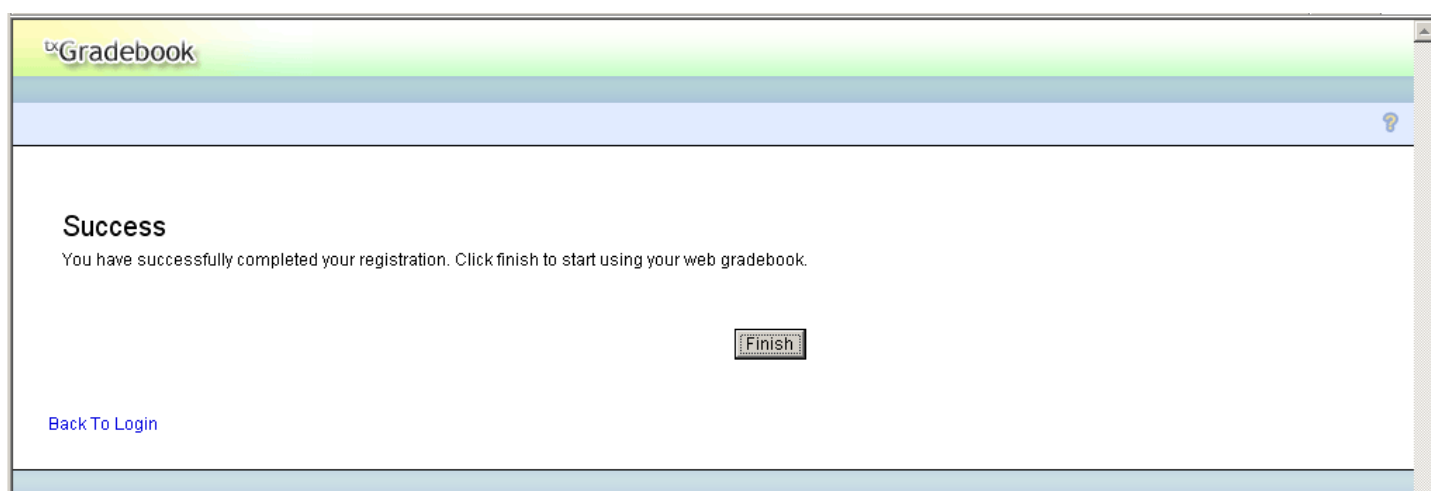 txGradebook
?
Success
You have successfully completed your registration. Click finish to start using your web gradebook.
Finish
Back To Login